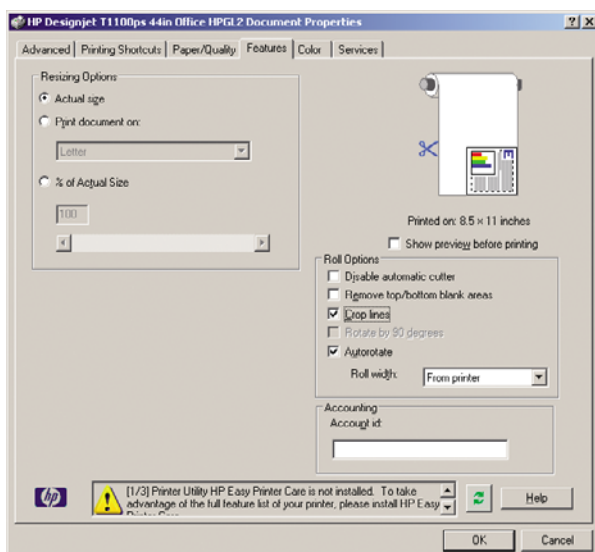 HP Designjet T1100ps 44in Office HPGL2 Document Properties
Advanced
Printing Shortcuts
Paper/Quality
Features
Color
Services
Resizing Options
Actual size
Print document on:
Letter
% of Actual Size
100
Printed on: 8.5 × 11 inches
Show preview before printing
Roll Options
Disable automatic cutter
Remove top/bottom blank areas
Crop lines
Rotate by 90 degrees
Autorotate
Roll width:
From printer
Accounting
Account id:
hp
[1/3] Printer Utility HP Easy Printer Care is not installed. To take
advantage of the full feature list of your printer, please install HP Easy
Printer Care
Help
OK
Cancel